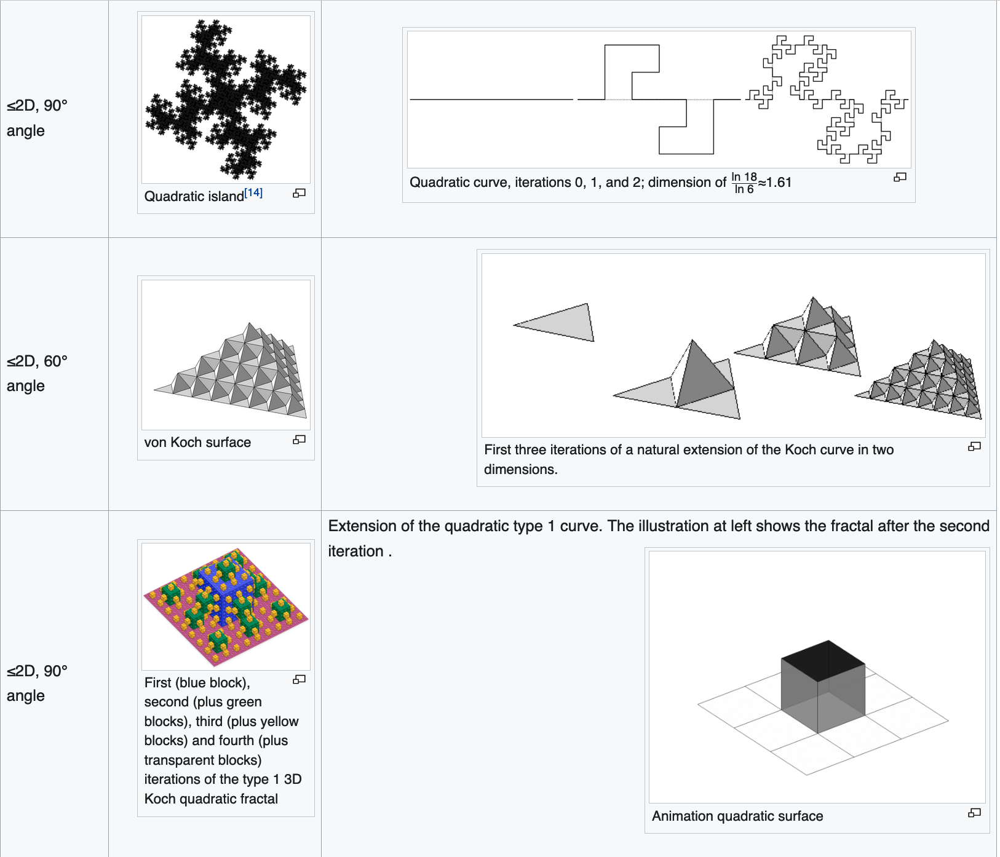 ≤2D, 90°
angle
Quadratic island[14]
Quadratic curve, iterations 0, 1, and 2; dimension of ln 18/ln 6≈1.61
≤2D, 60°
angle
von Koch surface
First three iterations of a natural extension of the Koch curve in two
dimensions.
≤2D, 90°
angle
First (blue block),
second (plus green
blocks), third (plus yellow
blocks) and fourth (plus
transparent blocks)
iterations of the type 1 3D
Koch quadratic fractal
Extension of the quadratic type 1 curve. The illustration at left shows the fractal after the second
iteration .
Animation quadratic surface